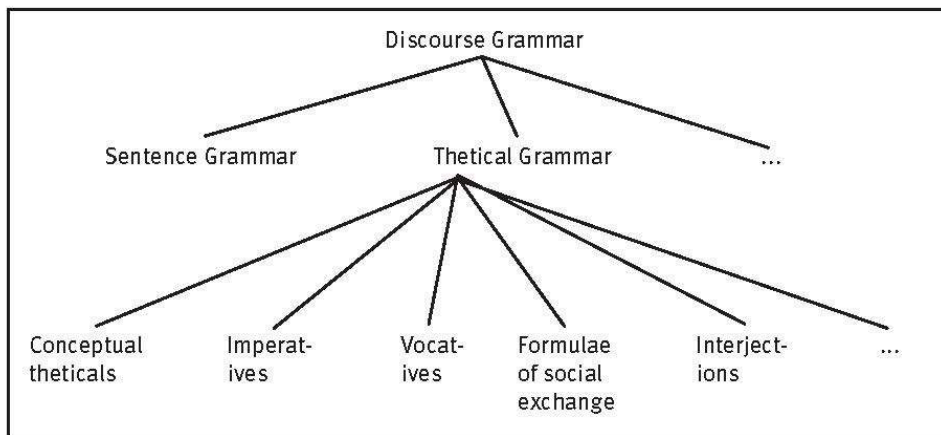 Discourse Grammar
Sentence Grammar
Thetical Grammar
...
Conceptual
theticals
Imperat-
ives
Vocat-
ives
Formulae
of social
exchange
Interject-
ions
...